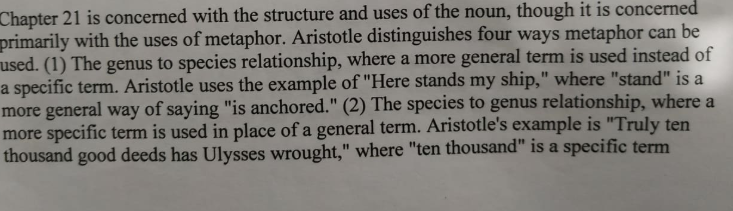 Chapter 21 is concerned with the structure and uses of the noun, though it is concerned
primarily with the uses of metaphor. Aristotle distinguishes four ways metaphor can be
used. (1) The genus to species relationship, where a more general term is used instead of
a specific term. Aristotle uses the example of "Here stands my ship," where "stand" is a
more general way of saying "is anchored." (2) The species to genus relationship, where a
more specific term is used in place of a general term. Aristotle's example is "Truly ten
thousand good deeds has Ulysses wrought," where "ten thousand" is a specific term